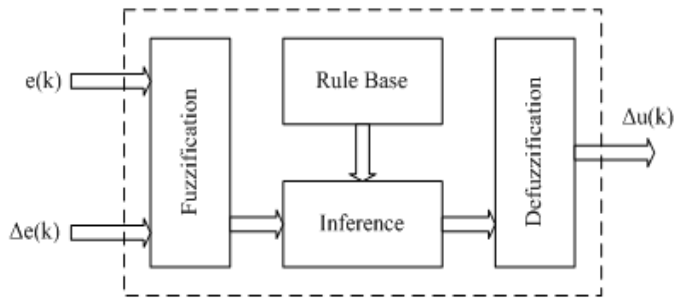 e(k)
Δe(k)
Fuzzification
Rule Base
Inference
Defuzzification
Δu(k)